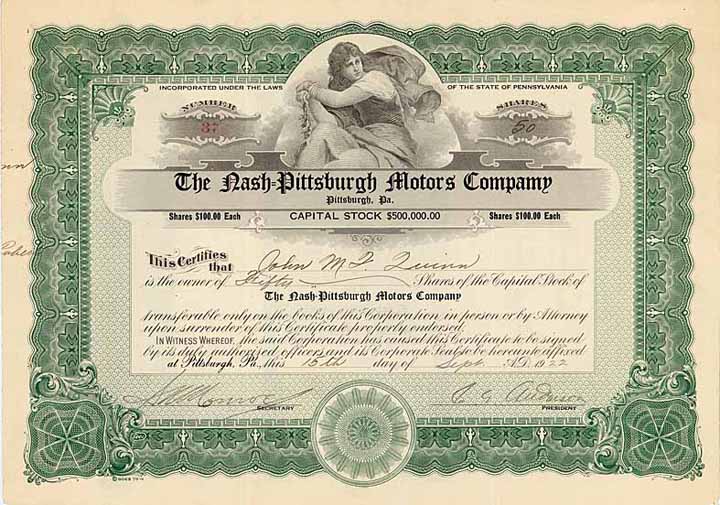 INCORPORATED UNDER THE LAWS OF THE STATE OF PENNSYLVANIA
NUMBER SHARES
37 50
The Nash-Pittsburgh Motors Compamy
Pittsburgh, Pa.
Shares $100.00 Each CAPITAL STOCK $500,000.00 Shares $100.00 Each
This Certifies that John M. Quinn
is the owner of Fifty Shares of the Capital Stock of
The Nash-Pittsburgh Motors Company
transferable only on the books of this Corporation in person or by Attorney
upon surrender of this Certificate properly endorsed.
IN WITNESS WHEREOF, the said Corporation has caused this Certificate to be signed
by its duly authorized officers and its Corporate Seal to be hereunto affixed
at Pittsburgh, Pa., this 15th day of Sept A.D. 1922
Anderson
SECRETARY PRESIDENT
© GOES